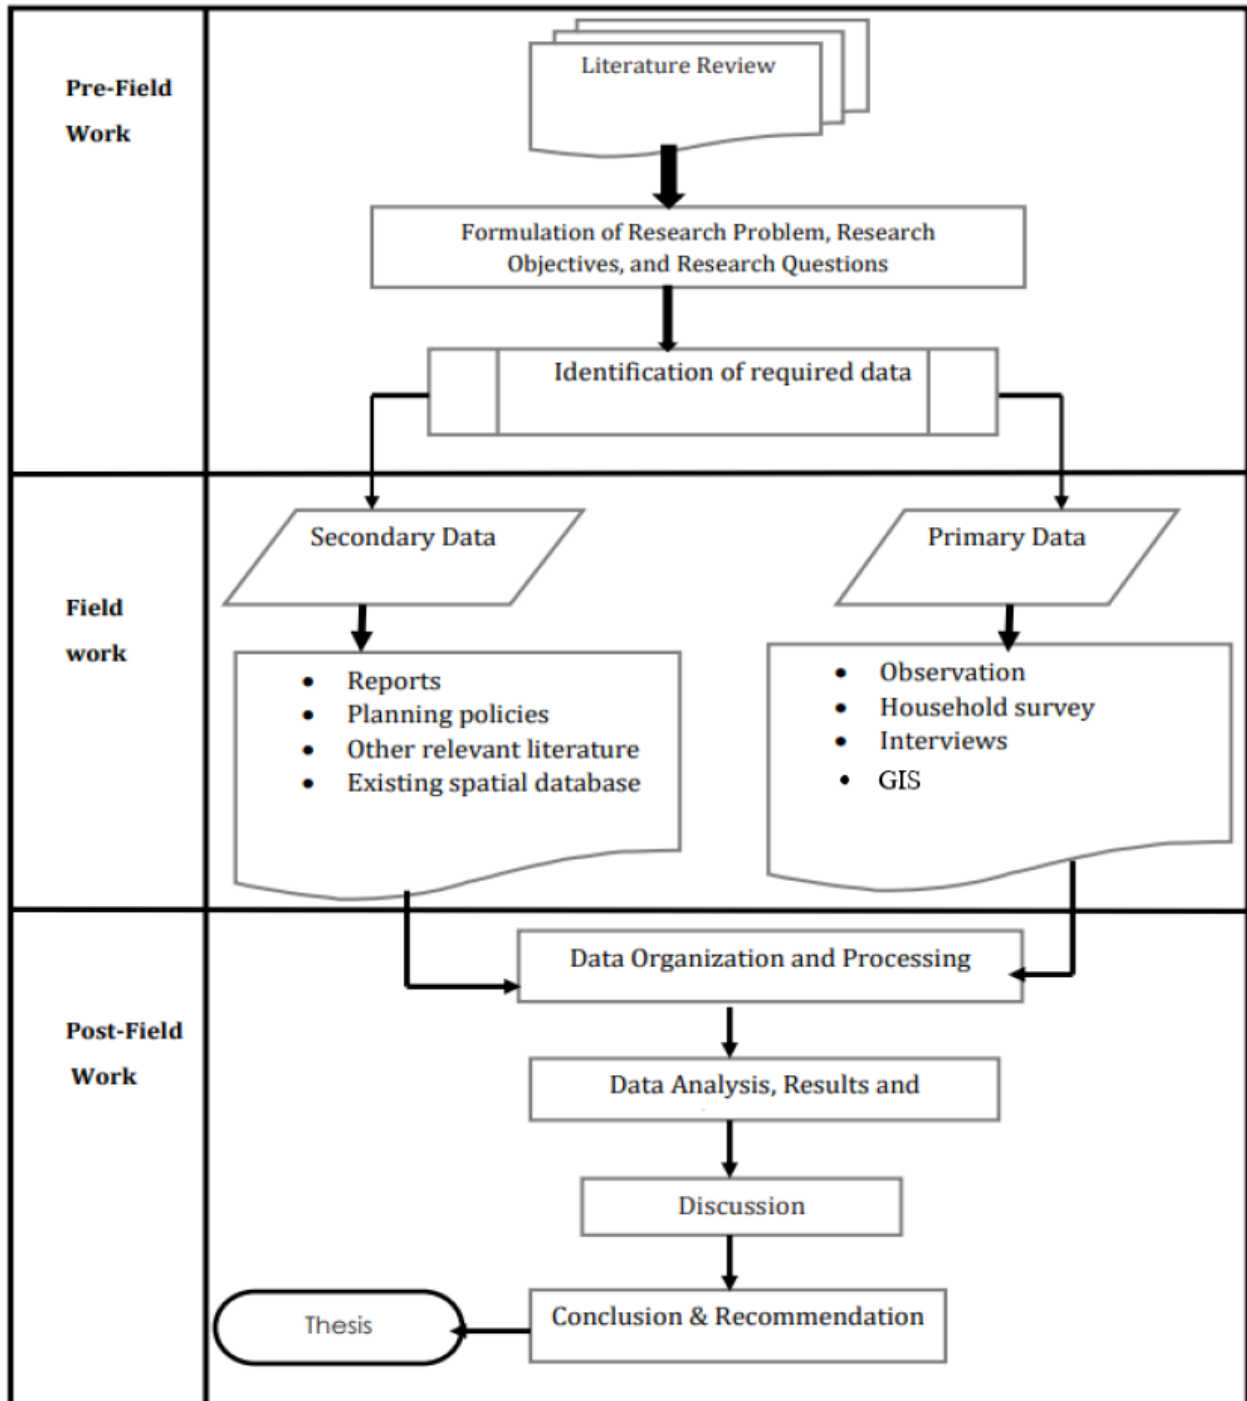 Pre-Field
Work
Literature Review
Formulation of Research Problem, Research
Objectives, and Research Questions
Identification of required data
Field
work
Secondary Data
Primary Data
• Reports
• Planning policies
• Other relevant literature
• Existing spatial database
• Observation
• Household survey
• Interviews
• GIS
Post-Field
Work
Data Organization and Processing
Data Analysis, Results and
Discussion
Conclusion & Recommendation
Thesis